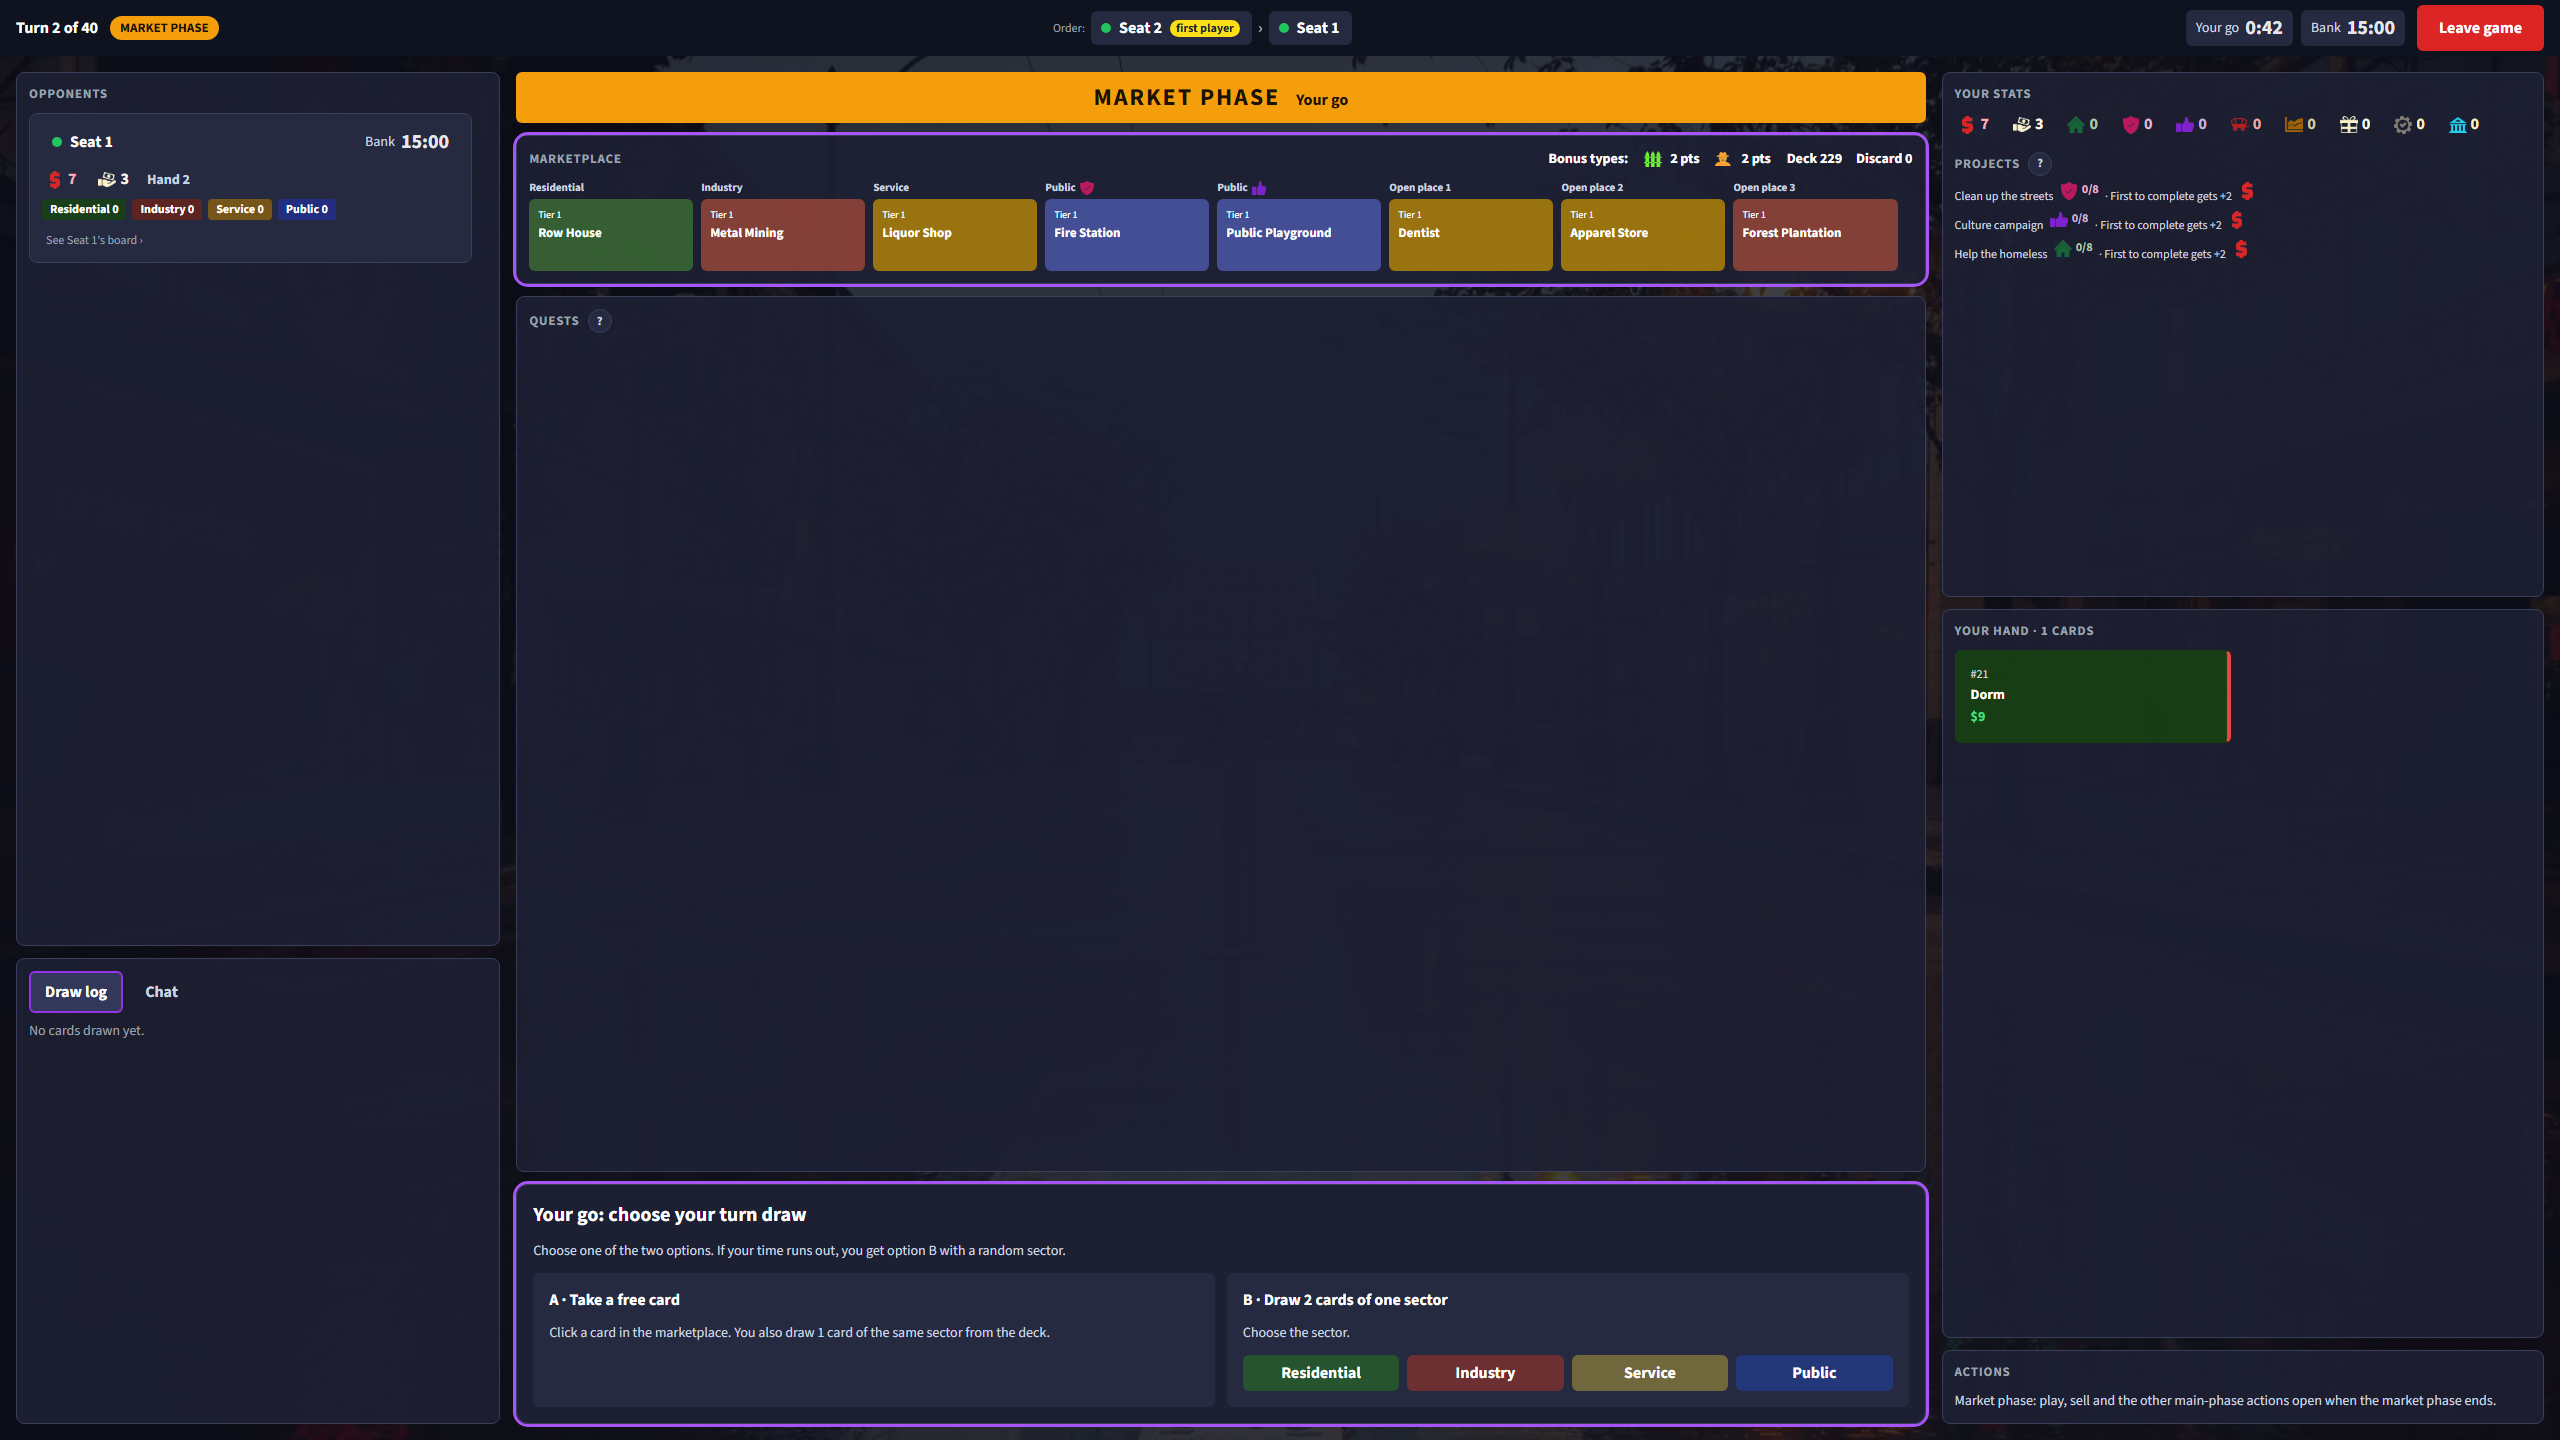 Turn 2 of 40 MARKET PHASE
Order: Seat 2 first player › Seat 1
Your go 0:42 Bank 15:00 Leave game
OPPONENTS
Seat 1 Bank 15:00
7 3 Hand 2
Residential 0 Industry 0 Service 0 Public 0
See Seat 1's board ›
Draw log Chat
No cards drawn yet.
MARKET PHASE Your go
MARKETPLACE Bonus types: 2 pts 2 pts Deck 229 Discard 0
Residential Industry Service Public Public Open place 1 Open place 2 Open place 3
Tier 1 Tier 1 Tier 1 Tier 1 Tier 1 Tier 1 Tier 1 Tier 1
Row House Metal Mining Liquor Shop Fire Station Public Playground Dentist Apparel Store Forest Plantation
QUESTS ?
Your go: choose your turn draw
Choose one of the two options. If your time runs out, you get option B with a random sector.
A · Take a free card
Click a card in the marketplace. You also draw 1 card of the same sector from the deck.
B · Draw 2 cards of one sector
Choose the sector.
Residential Industry Service Public
YOUR STATS
$ 7 3 0 0 0 0 0 0 0 0
PROJECTS ?
Clean up the streets 0/8 · First to complete gets +2 $
Culture campaign 0/8 · First to complete gets +2 $
Help the homeless 0/8 · First to complete gets +2 $
YOUR HAND · 1 CARDS
#21
Dorm
$9
ACTIONS
Market phase: play, sell and the other main-phase actions open when the market phase ends.